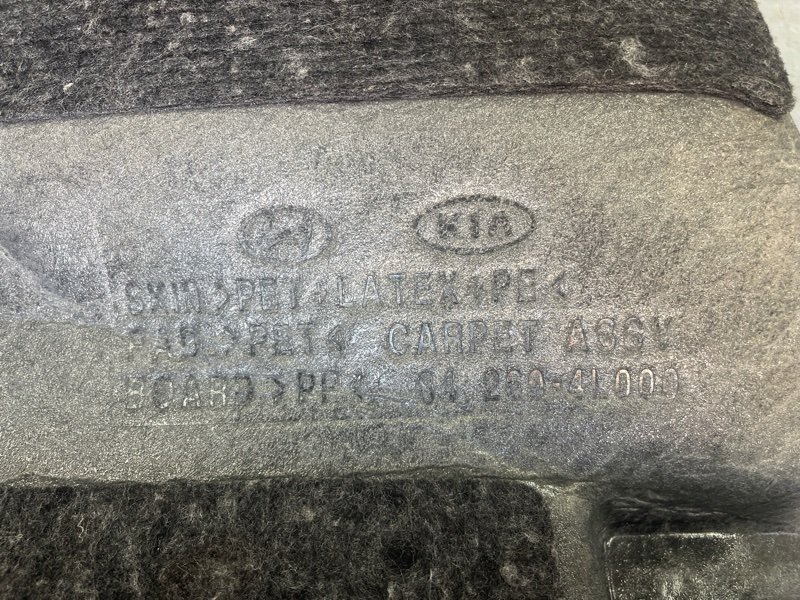 KIA
SKIN>PET+LATEX+PE<
PAD>PET< CARPET ASSY
BOARD>PP< 84260-4L000